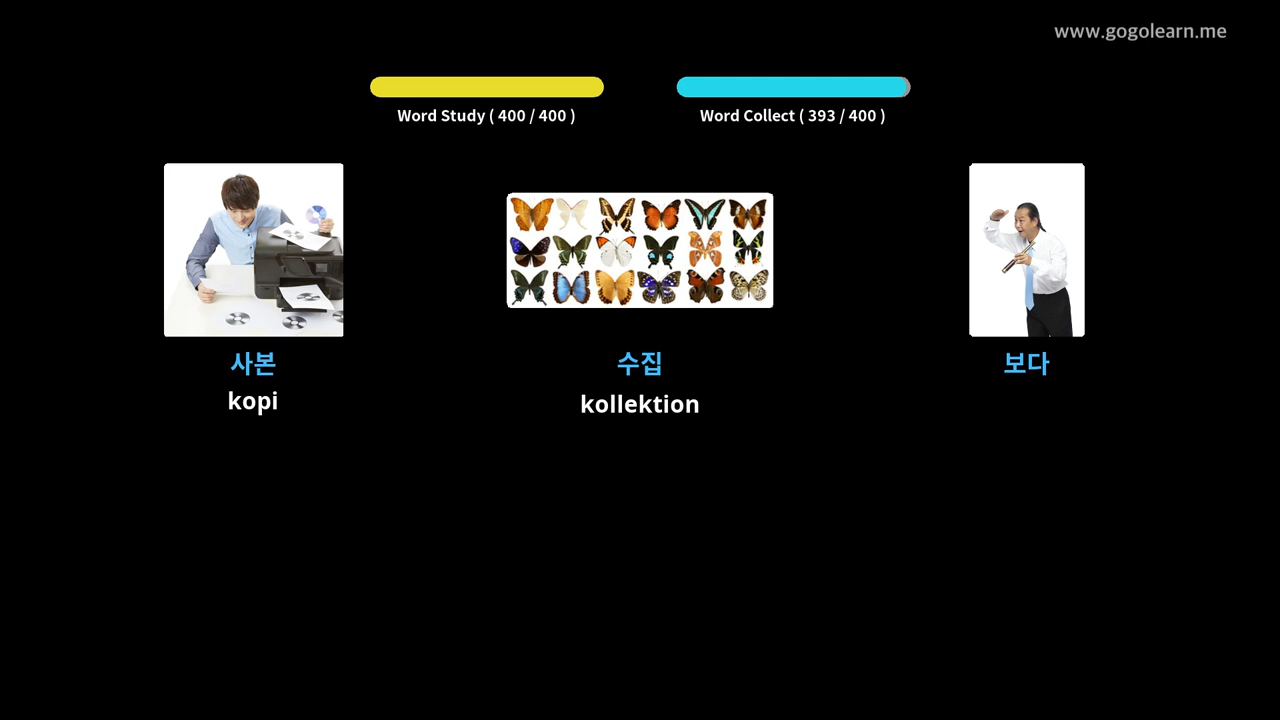 www.gogolearn.me
Word Study ( 400 / 400 )
Word Collect ( 393 / 400 )
사본
수집
보다
kopi
kollektion